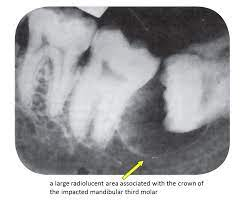 a large radiolucent area associated with the crown of
the impacted mandibular third molar